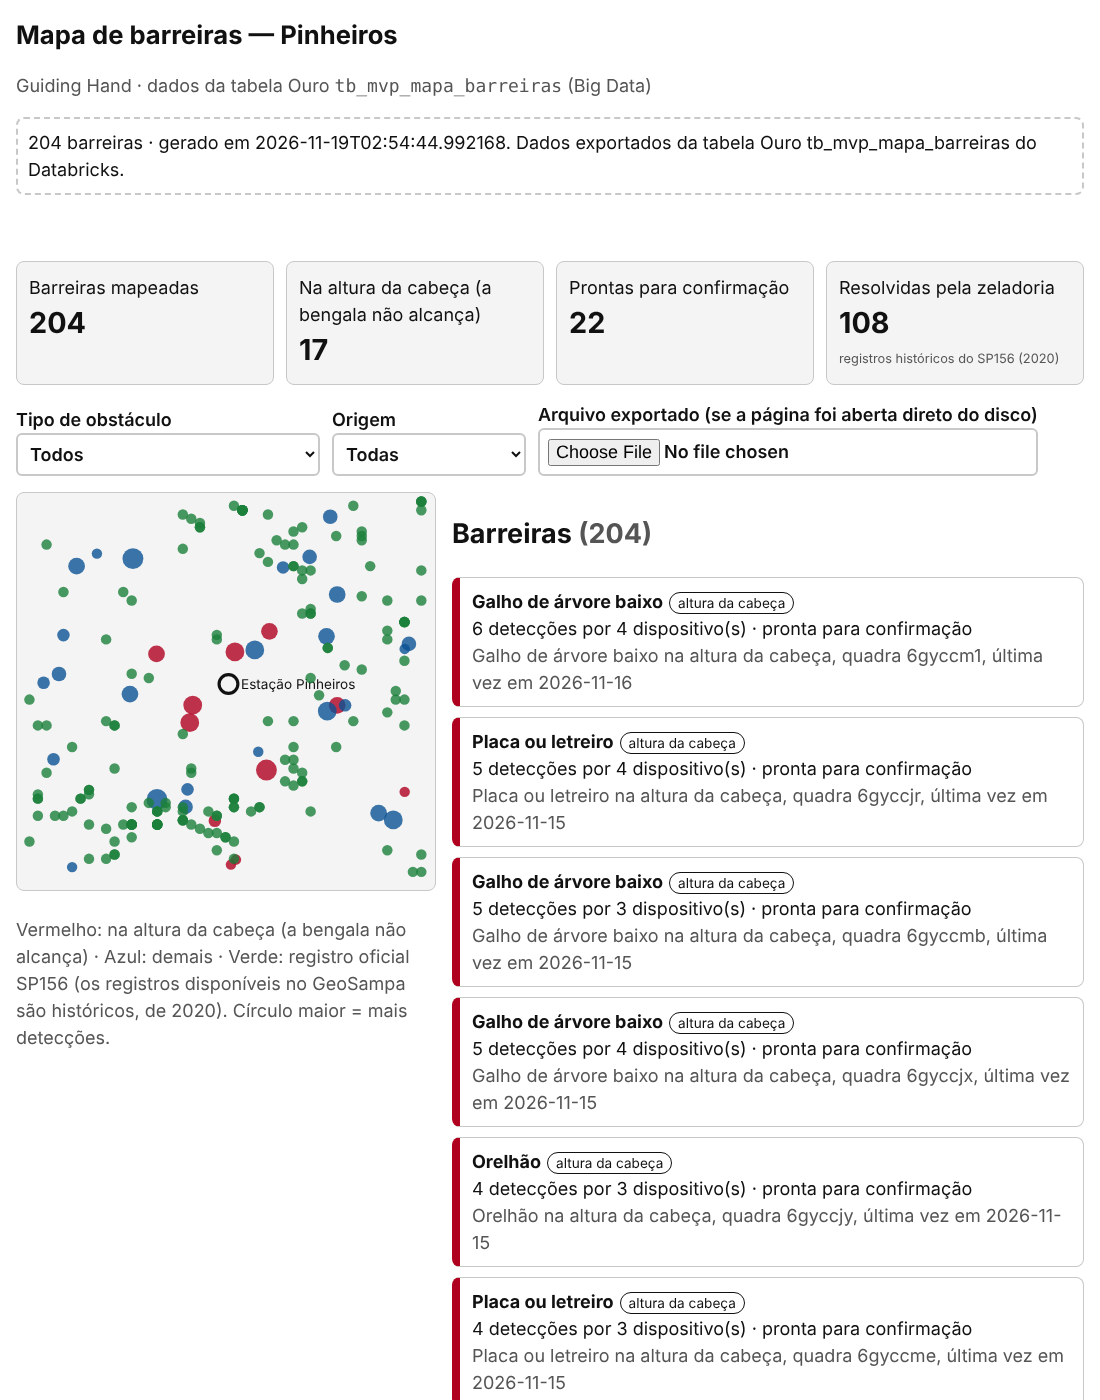 Mapa de barreiras — Pinheiros
Guiding Hand · dados da tabela Ouro tb_mvp_mapa_barreiras (Big Data)
204 barreiras · gerado em 2026-11-19T02:54:44.992168. Dados exportados da tabela Ouro tb_mvp_mapa_barreiras do
Databricks.
Barreiras mapeadas
204
Na altura da cabeça (a
bengala não alcança)
17
Prontas para confirmação
22
Resolvidas pela zeladoria
108
registros históricos do SP156 (2020)
Tipo de obstáculo
Todos
Origem
Todas
Arquivo exportado (se a página foi aberta direto do disco)
Choose File No file chosen
Estação Pinheiros
Vermelho: na altura da cabeça (a bengala não
alcança) · Azul: demais · Verde: registro oficial
SP156 (os registros disponíveis no GeoSampa
são históricos, de 2020). Círculo maior = mais
detecções.
Barreiras (204)
Galho de árvore baixo altura da cabeça
6 detecções por 4 dispositivo(s) · pronta para confirmação
Galho de árvore baixo na altura da cabeça, quadra 6gyccm1, última
vez em 2026-11-16
Placa ou letreiro altura da cabeça
5 detecções por 4 dispositivo(s) · pronta para confirmação
Placa ou letreiro na altura da cabeça, quadra 6gyccjr, última vez em
2026-11-15
Galho de árvore baixo altura da cabeça
5 detecções por 3 dispositivo(s) · pronta para confirmação
Galho de árvore baixo na altura da cabeça, quadra 6gyccmb, última
vez em 2026-11-15
Galho de árvore baixo altura da cabeça
5 detecções por 4 dispositivo(s) · pronta para confirmação
Galho de árvore baixo na altura da cabeça, quadra 6gyccjx, última vez
em 2026-11-15
Orelhão altura da cabeça
4 detecções por 3 dispositivo(s) · pronta para confirmação
Orelhão na altura da cabeça, quadra 6gyccjy, última vez em 2026-11-
15
Placa ou letreiro altura da cabeça
4 detecções por 3 dispositivo(s) · pronta para confirmação
Placa ou letreiro na altura da cabeça, quadra 6gyccme, última vez em
2026-11-15